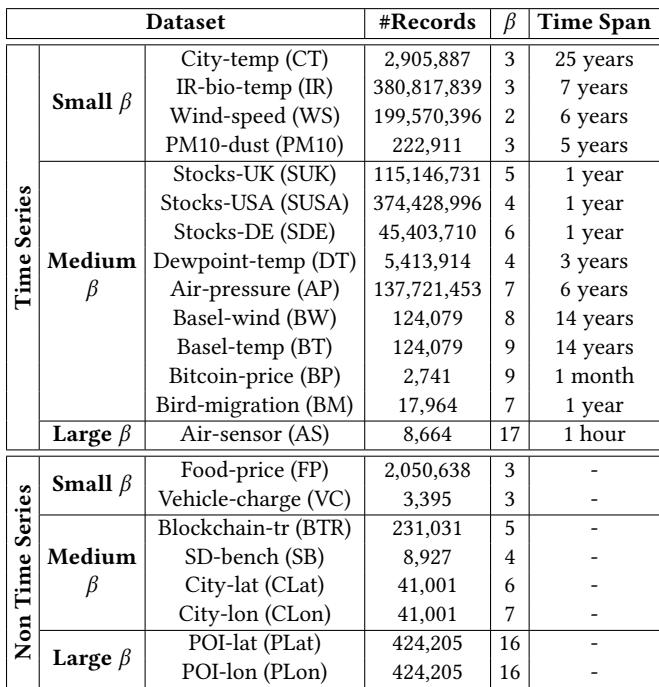 Dataset #Records β Time Span
Time Series
Small β
City-temp (CT) 2,905,887 3 25 years
IR-bio-temp (IR) 380,817,839 3 7 years
Wind-speed (WS) 199,570,396 2 6 years
PM10-dust (PM10) 222,911 3 5 years
Medium β
Stocks-UK (SUK) 115,146,731 5 1 year
Stocks-USA (SUSA) 374,428,996 4 1 year
Stocks-DE (SDE) 45,403,710 6 1 year
Dewpoint-temp (DT) 5,413,914 4 3 years
Air-pressure (AP) 137,721,453 7 6 years
Basel-wind (BW) 124,079 8 14 years
Basel-temp (BT) 124,079 9 14 years
Bitcoin-price (BP) 2,741 9 1 month
Bird-migration (BM) 17,964 7 1 year
Large β Air-sensor (AS) 8,664 17 1 hour
Non Time Series
Small β
Food-price (FP) 2,050,638 3 -
Vehicle-charge (VC) 3,395 3 -
Medium β
Blockchain-tr (BTR) 231,031 5 -
SD-bench (SB) 8,927 4 -
City-lat (CLat) 41,001 6 -
City-lon (CLon) 41,001 7 -
Large β
POI-lat (PLat) 424,205 16 -
POI-lon (PLon) 424,205 16 -